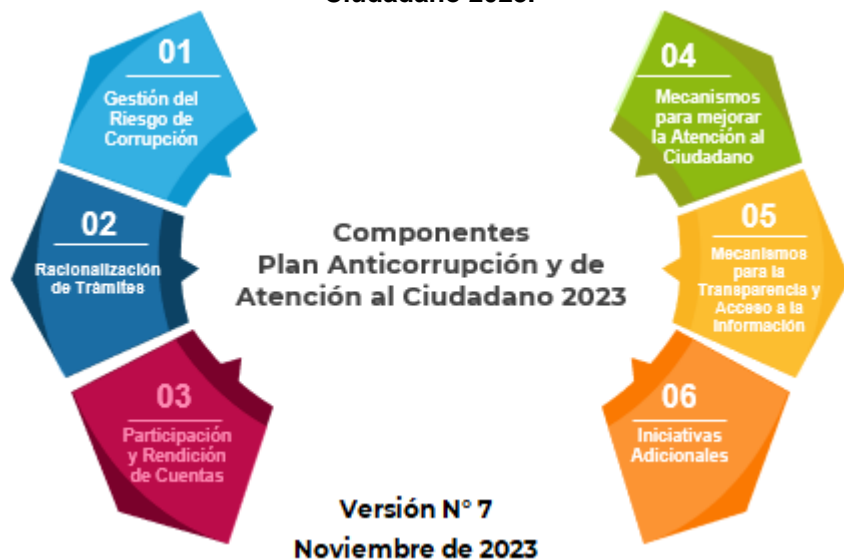 Ciudadano 2023.
01
Gestión del
Riesgo de
Corrupción
02
Racionalización
de Trámites
03
Participación
y Rendición
de Cuentas
Componentes
Plan Anticorrupción y de
Atención al Ciudadano 2023
04
Mecanismos
para mejorar
la Atención al
Ciudadano
05
Mecanismos
para la
Transparencia y
Acceso a la
Información
06
Iniciativas
Adicionales
Versión N° 7
Noviembre de 2023